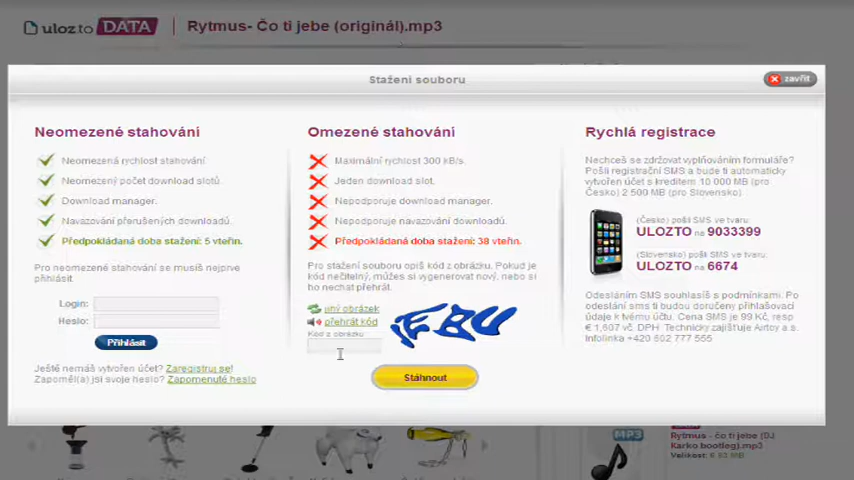 uloz.to DATA
Rytmus- Čo ti jebe (originál).mp3
Stažení souboru
zavřít
Neomezené stahování
Neomezená rychlost stahování.
Neomezený počet download slotů.
Download manager.
Navazování přerušených downloadů.
Předpokládaná doba stažení: 5 vteřin.
Pro neomezené stahování se musíš nejprve
přihlásit.
Login:
Heslo:
Přihlásit
Ještě nemáš vytvořen účet? Zaregistruj se!
Zapoměl(a) jsi svoje heslo? Zapomenuté heslo
Omezené stahování
Maximální rychlost 300 kB/s.
Jeden download slot.
Nepodporuje download manager.
Nepodporuje navazování downloadů.
Předpokládaná doba stažení: 38 vteřin.
Pro stažení souboru opiš kód z obrázku. Pokud je
kód nečitelný, můžeš si vygenerovat nový, nebo si
ho nechat přehrát.
jiný obrázek
přehrát kód
Kód z obrázku
Stáhnout
Rychlá registrace
Nechceš se zdržovat vyplňováním formuláře?
Pošli registrační SMS a bude ti automaticky
vytvořen účet s kreditem 10 000 MB (pro
Česko) 2 500 MB (pro Slovensko)
(Česko) pošli SMS ve tvaru:
ULOZTO na 9033399
(Slovensko) pošli SMS ve tvaru:
ULOZTO na 6674
Odesláním SMS souhlasíš s podmínkami. Po
odeslání ti budou doručeny přihlašovací
údaje k tvému účtu. Cena SMS je 99 Kč, resp
€ 1,607 vč. DPH. Technicky zajišťuje Airtoy a.s.
Infolinka +420 602 777 555
MP3
Rytmus - čo ti jebe (DJ
Karko bootleg).mp3